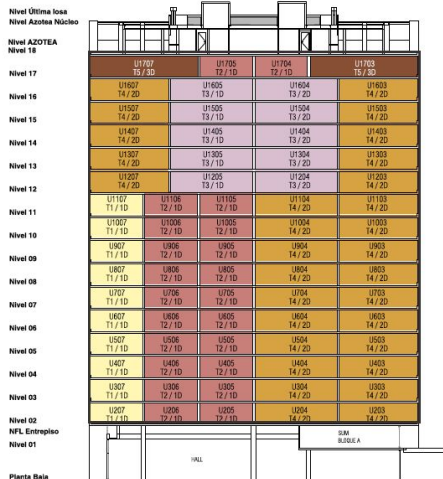 Nivel Última losa
Nivel Azotea Núcleo
Nivel AZOTEA
Nivel 18
U1707 U1705 U1704 U1703
T5 / 3D T2 / 1D T2 / 1D T5 / 3D
Nivel 17
U1607 U1605 U1604 U1603
T4 / 2D T3 / 1D T3 / 1D T4 / 2D
Nivel 16
U1507 U1505 U1504 U1503
T4 / 2D T3 / 1D T3 / 1D T4 / 2D
Nivel 15
U1407 U1405 U1404 U1403
T4 / 2D T3 / 1D T3 / 1D T4 / 2D
Nivel 14
U1307 U1305 U1304 U1303
T4 / 2D T3 / 1D T3 / 1D T4 / 2D
Nivel 13
U1207 U1205 U1204 U1203
T4 / 2D T3 / 1D T3 / 1D T4 / 2D
Nivel 12
U1107 U1106 U1105 U1104 U1103
T1 / 1D T2 / 1D T2 / 1D T4 / 2D T4 / 2D
Nivel 11
U1007 U1006 U1005 U1004 U1003
T1 / 1D T2 / 1D T2 / 1D T4 / 2D T4 / 2D
Nivel 10
U907 U906 U905 U904 U903
T1 / 1D T2 / 1D T2 / 1D T4 / 2D T4 / 2D
Nivel 09
U807 U806 U805 U804 U803
T1 / 1D T2 / 1D T2 / 1D T4 / 2D T4 / 2D
Nivel 08
U707 U706 U705 U704 U703
T1 / 1D T2 / 1D T2 / 1D T4 / 2D T4 / 2D
Nivel 07
U607 U606 U605 U604 U603
T1 / 1D T2 / 1D T2 / 1D T4 / 2D T4 / 2D
Nivel 06
U507 U506 U505 U504 U503
T1 / 1D T2 / 1D T2 / 1D T4 / 2D T4 / 2D
Nivel 05
U407 U406 U405 U404 U403
T1 / 1D T2 / 1D T2 / 1D T4 / 2D T4 / 2D
Nivel 04
U307 U306 U305 U304 U303
T1 / 1D T2 / 1D T2 / 1D T4 / 2D T4 / 2D
Nivel 03
U207 U206 U205 U204 U203
T1 / 1D T2 / 1D T2 / 1D T4 / 2D T4 / 2D
Nivel 02
NFL Entrepiso
SUM
BLOQUE A
Nivel 01
HALL
Planta Baja